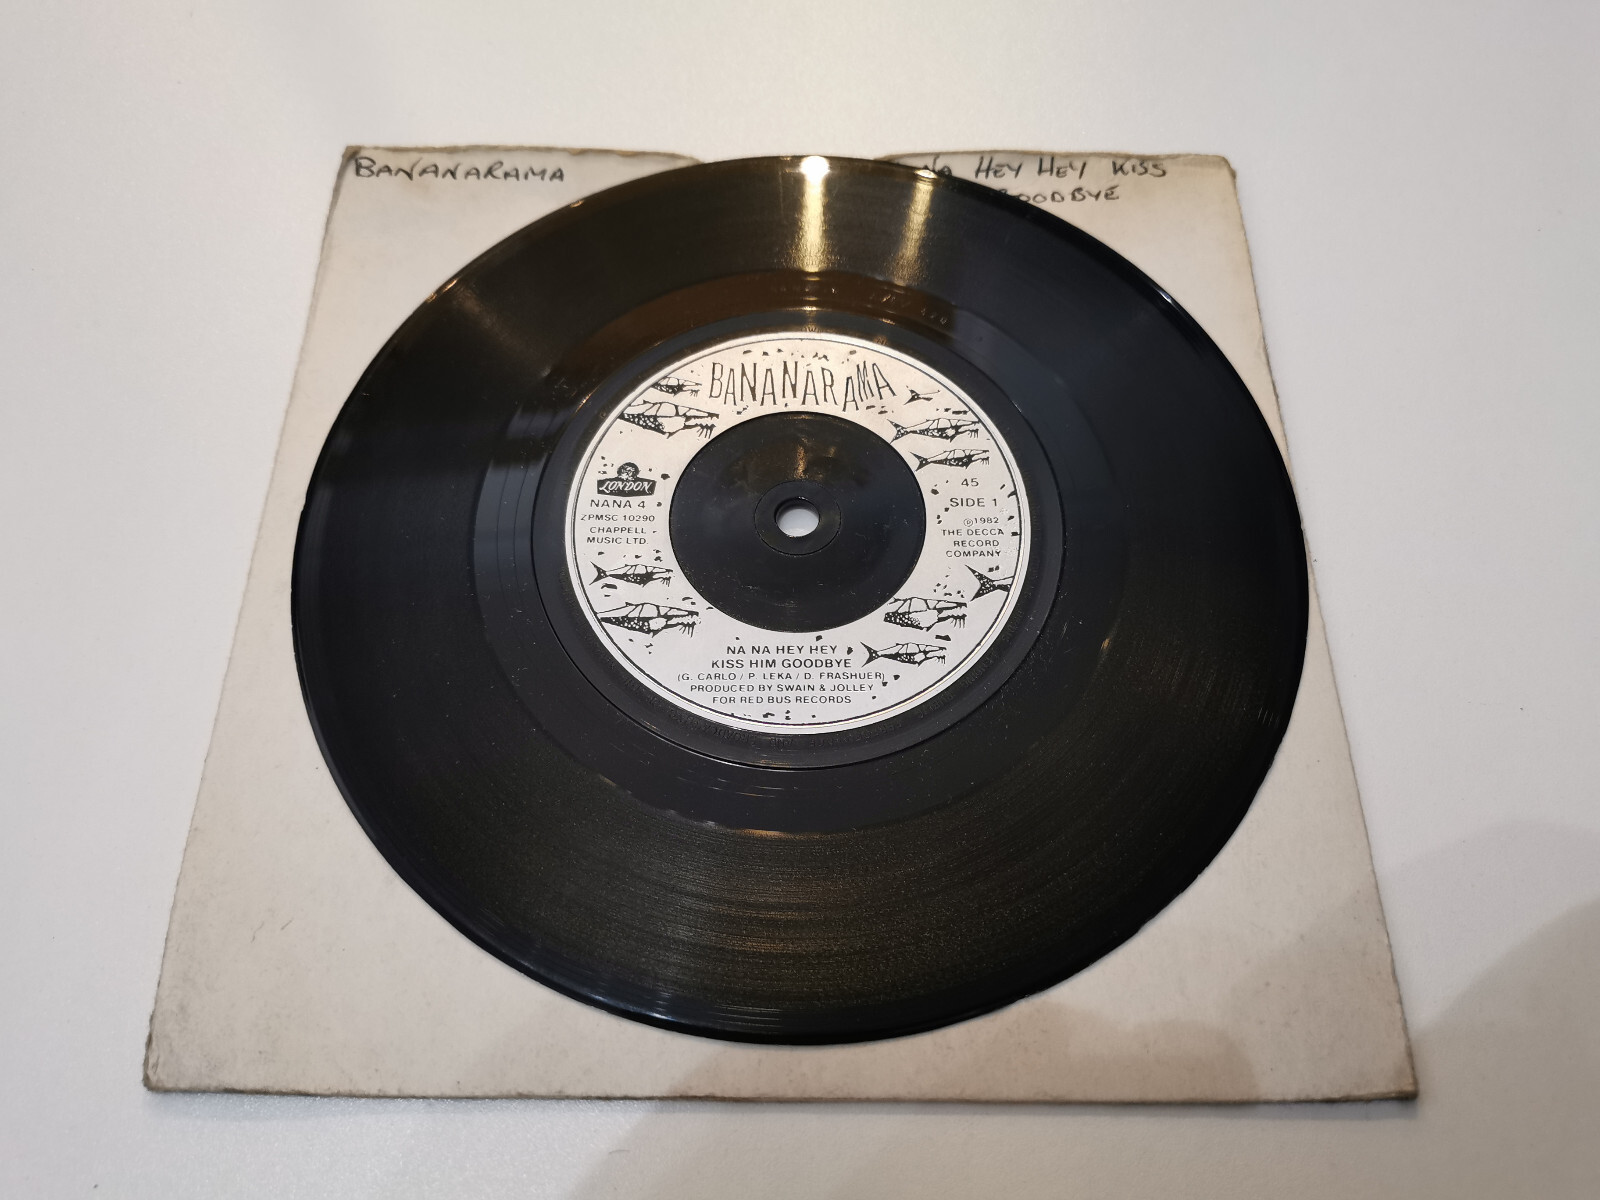 BANANARAMA
HEY HEY KISS
GOODBYE
BANANARAMA
LONDON
NANA 4
ZPMSC 10290
CHAPPELL
MUSIC LTD.
45
SIDE 1
℗1982
THE DECCA
RECORD
COMPANY
NA NA HEY HEY
KISS HIM GOODBYE
(G. CARLO / P. LEKA / D. FRASHUER)
PRODUCED BY SWAIN & JOLLEY
FOR RED BUS RECORDS